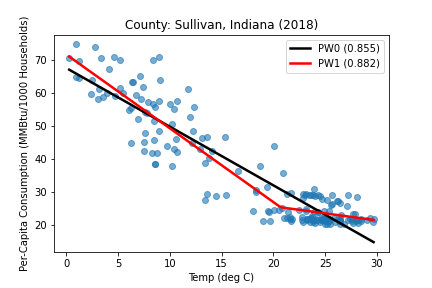 County: Sullivan, Indiana (2018)
Per-Capita Consumption (MMBtu/1000 Households)
70
60
50
40
30
20
PW0 (0.855)
PW1 (0.882)
0 5 10 15 20 25 30
Temp (deg C)